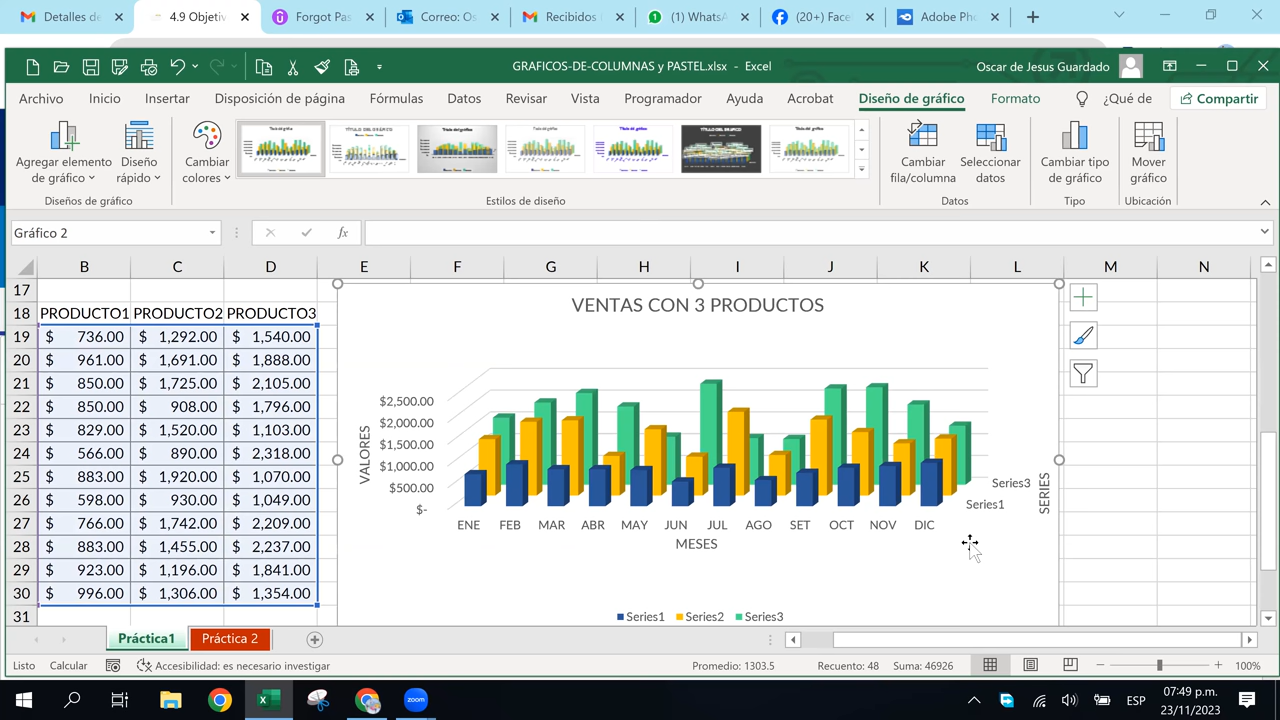 Detalles de
4.9 Objetiv
Forgot Pas
Correo: Os
Recibidos
(1) WhatsA
(20+) Face
Adobe Pho
GRAFICOS-DE-COLUMNAS y PASTEL.xlsx - Excel
Oscar de Jesus Guardado
Archivo Inicio Insertar Disposición de página Fórmulas Datos Revisar Vista Programador Ayuda Acrobat Diseño de gráfico Formato ¿Qué de Compartir
Agregar elemento de gráfico
Diseño rápido
Cambiar colores
Cambiar fila/columna
Seleccionar datos
Cambiar tipo de gráfico
Mover gráfico
Diseños de gráfico
Estilos de diseño
Datos
Tipo
Ubicación
Gráfico 2
fx
B C D E F G H I J K L M N
17
18 PRODUCTO1 PRODUCTO2 PRODUCTO3
19 $ 736.00 $ 1,292.00 $ 1,540.00
20 $ 961.00 $ 1,691.00 $ 1,888.00
21 $ 850.00 $ 1,725.00 $ 2,105.00
22 $ 850.00 $ 908.00 $ 1,796.00
23 $ 829.00 $ 1,520.00 $ 1,103.00
24 $ 566.00 $ 890.00 $ 2,318.00
25 $ 883.00 $ 1,920.00 $ 1,070.00
26 $ 598.00 $ 930.00 $ 1,049.00
27 $ 766.00 $ 1,742.00 $ 2,209.00
28 $ 883.00 $ 1,455.00 $ 2,237.00
29 $ 923.00 $ 1,196.00 $ 1,841.00
30 $ 996.00 $ 1,306.00 $ 1,354.00
31
VENTAS CON 3 PRODUCTOS
VALORES
$2,500.00
$2,000.00
$1,500.00
$1,000.00
$500.00
$-
ENE FEB MAR ABR MAY JUN JUL AGO SET OCT NOV DIC
MESES
Series3
Series1
SERIES
Series1 Series2 Series3
Práctica1 Práctica 2
Listo Calcular Accesibilidad: es necesario investigar Promedio: 1303.5 Recuento: 48 Suma: 46926 100%
zoom
ESP
07:49 p.m.
23/11/2023